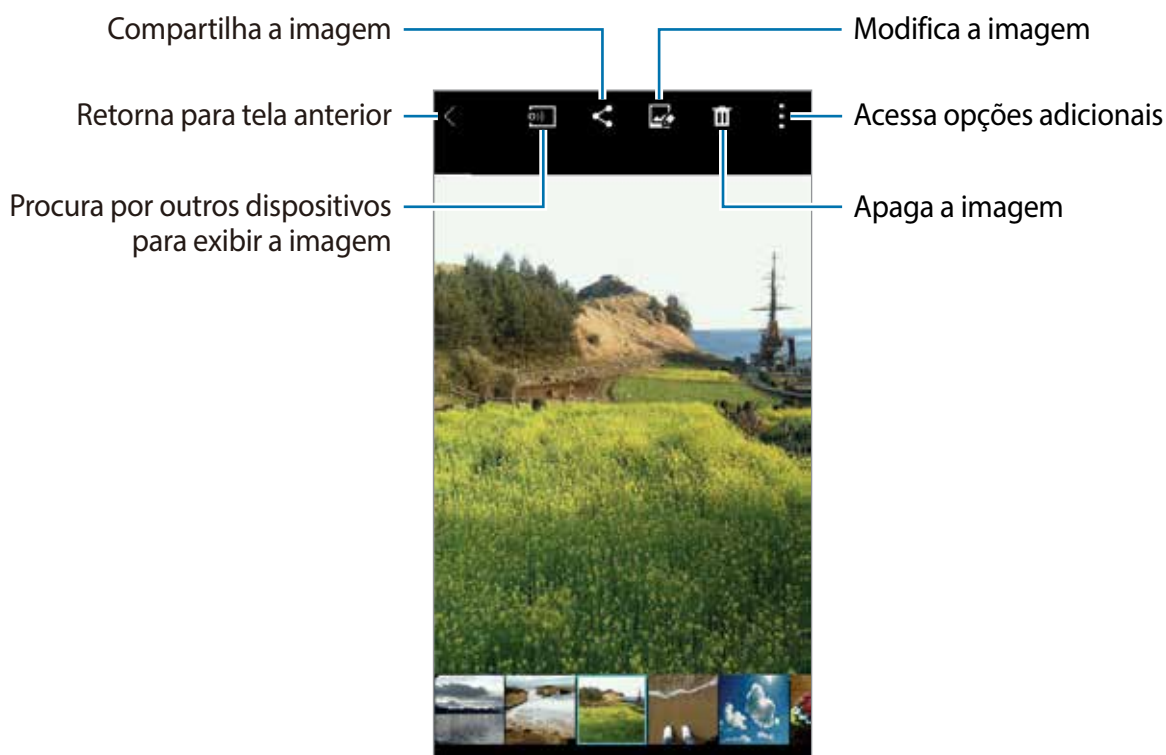 Compartilha a imagem
Modifica a imagem
Retorna para tela anterior
Acessa opções adicionais
Procura por outros dispositivos
para exibir a imagem
Apaga a imagem